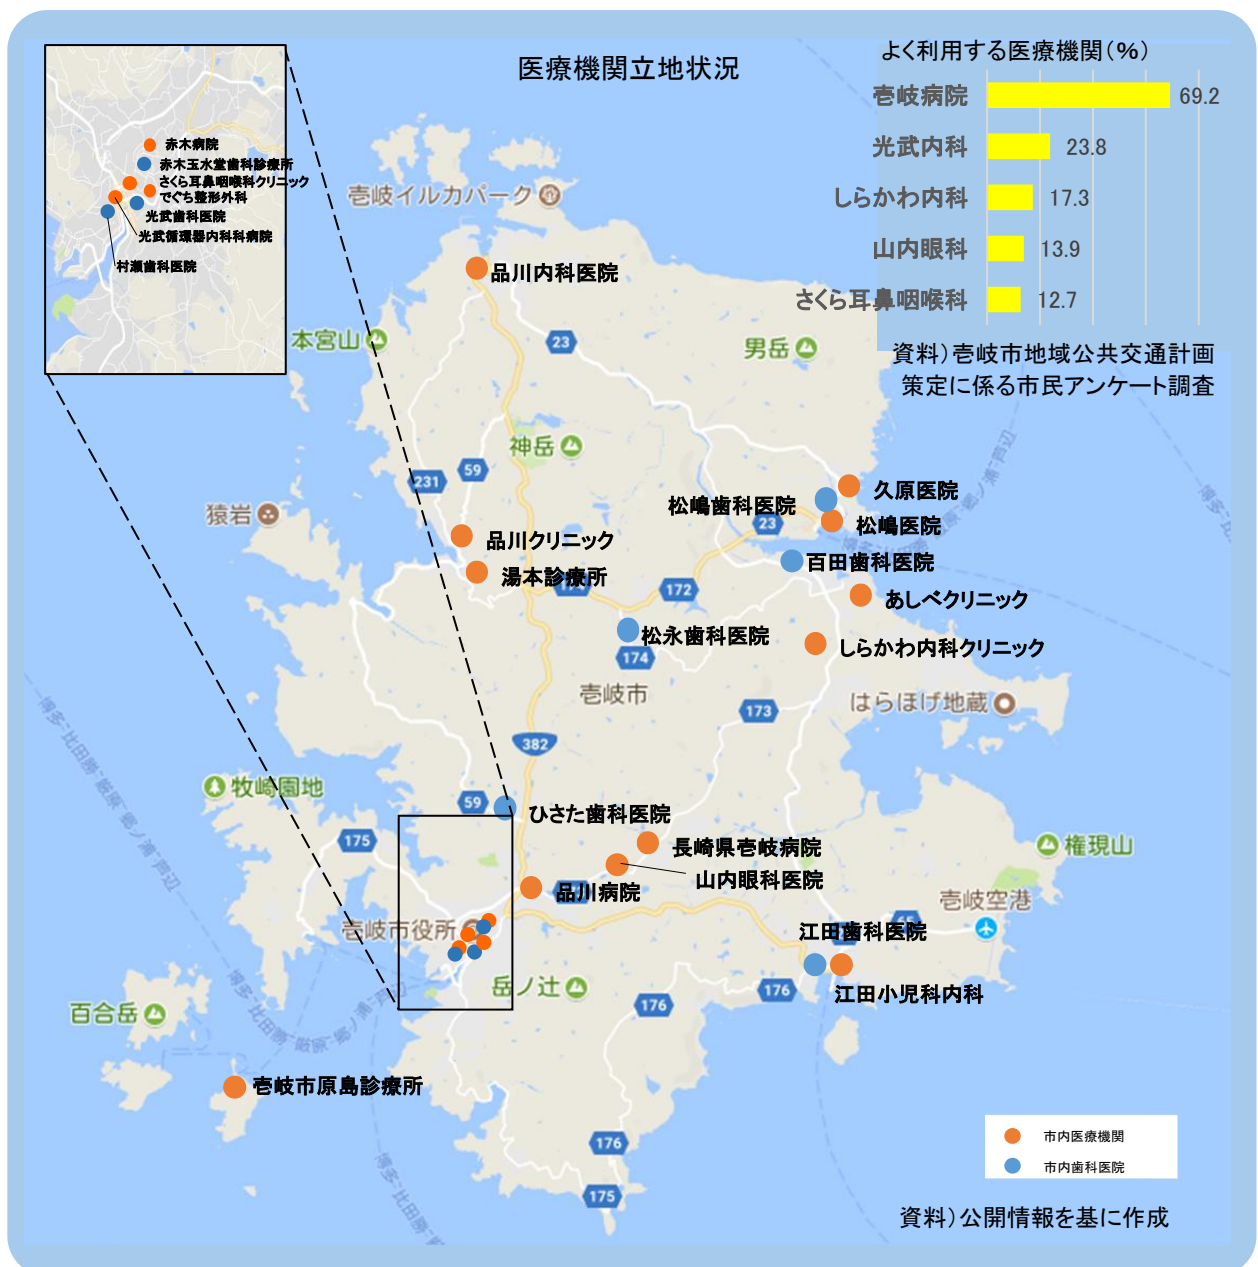 医療機関立地状況
よく利用する医療機関(%)
壱岐病院 69.2
光武内科 23.8
しらかわ内科 17.3
山内眼科 13.9
さくら耳鼻咽喉科 12.7
資料)壱岐市地域公共交通計画
策定に係る市民アンケート調査
赤木病院
赤木玉水堂歯科診療所
さくら耳鼻咽喉科クリニック
でぐち整形外科
光武歯科医院
光武循環器内科科病院
村瀬歯科医院
壱岐イルカパーク
品川内科医院
本宮山
23
男岳
神岳
59
231
猿岩
久原医院
松嶋歯科医院
23
松嶋医院
品川クリニック
百田歯科医院
湯本診療所
172
あしべクリニック
松永歯科医院
174
しらかわ内科クリニック
壱岐市
173
はらほげ地蔵
382
牧崎園地
59
ひさた歯科医院
175
長崎県壱岐病院
権現山
山内眼科医院
品川病院
壱岐空港
壱岐市役所
江田歯科医院
岳ノ辻
176
176
江田小児科内科
百合岳
壱岐市原島診療所
176
175
博多-比田勝-厳原-郷ノ浦-芦辺
市内医療機関
市内歯科医院
資料)公開情報を基に作成